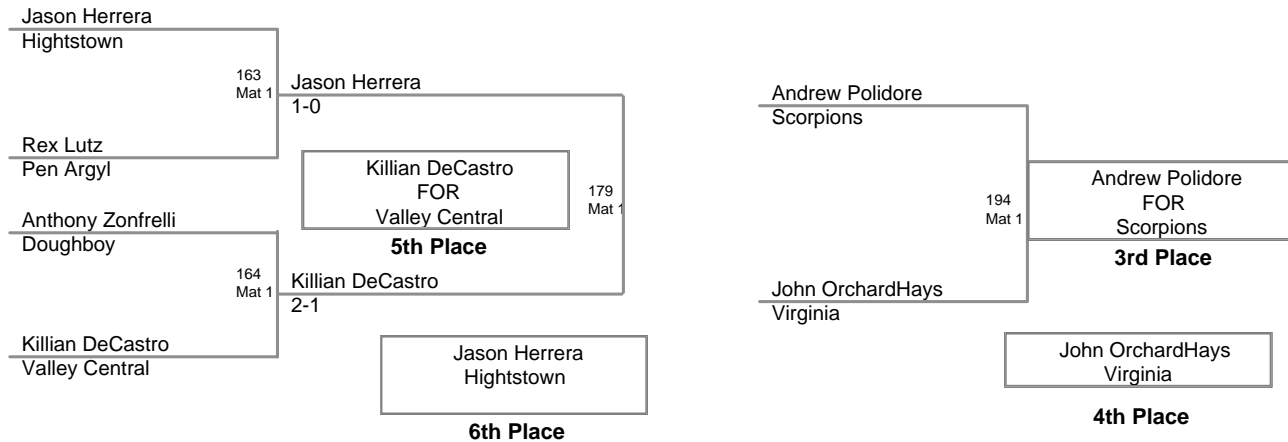 Jason Herrera
Hightstown
163
Mat 1
Jason Herrera
1-0
Rex Lutz
Pen Argyl
Killian DeCastro
FOR
Valley Central
5th Place
179
Mat 1
Anthony Zonfrelli
Doughboy
164
Mat 1
Killian DeCastro
2-1
Killian DeCastro
Valley Central
Jason Herrera
Hightstown
6th Place
Andrew Polidore
Scorpions
194
Mat 1
Andrew Polidore
FOR
Scorpions
3rd Place
John OrchardHays
Virginia
John OrchardHays
Virginia
4th Place